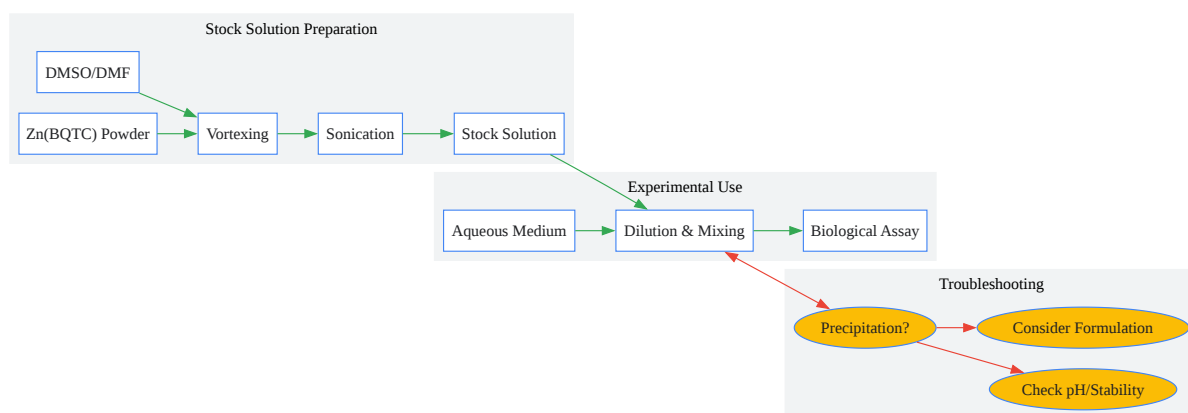 Stock Solution Preparation
DMSO/DMF
Zn(BQTC) Powder
Vortexing
Sonication
Stock Solution
Experimental Use
Aqueous Medium
Dilution & Mixing
Biological Assay
Troubleshooting
Precipitation?
Consider Formulation
Check pH/Stability